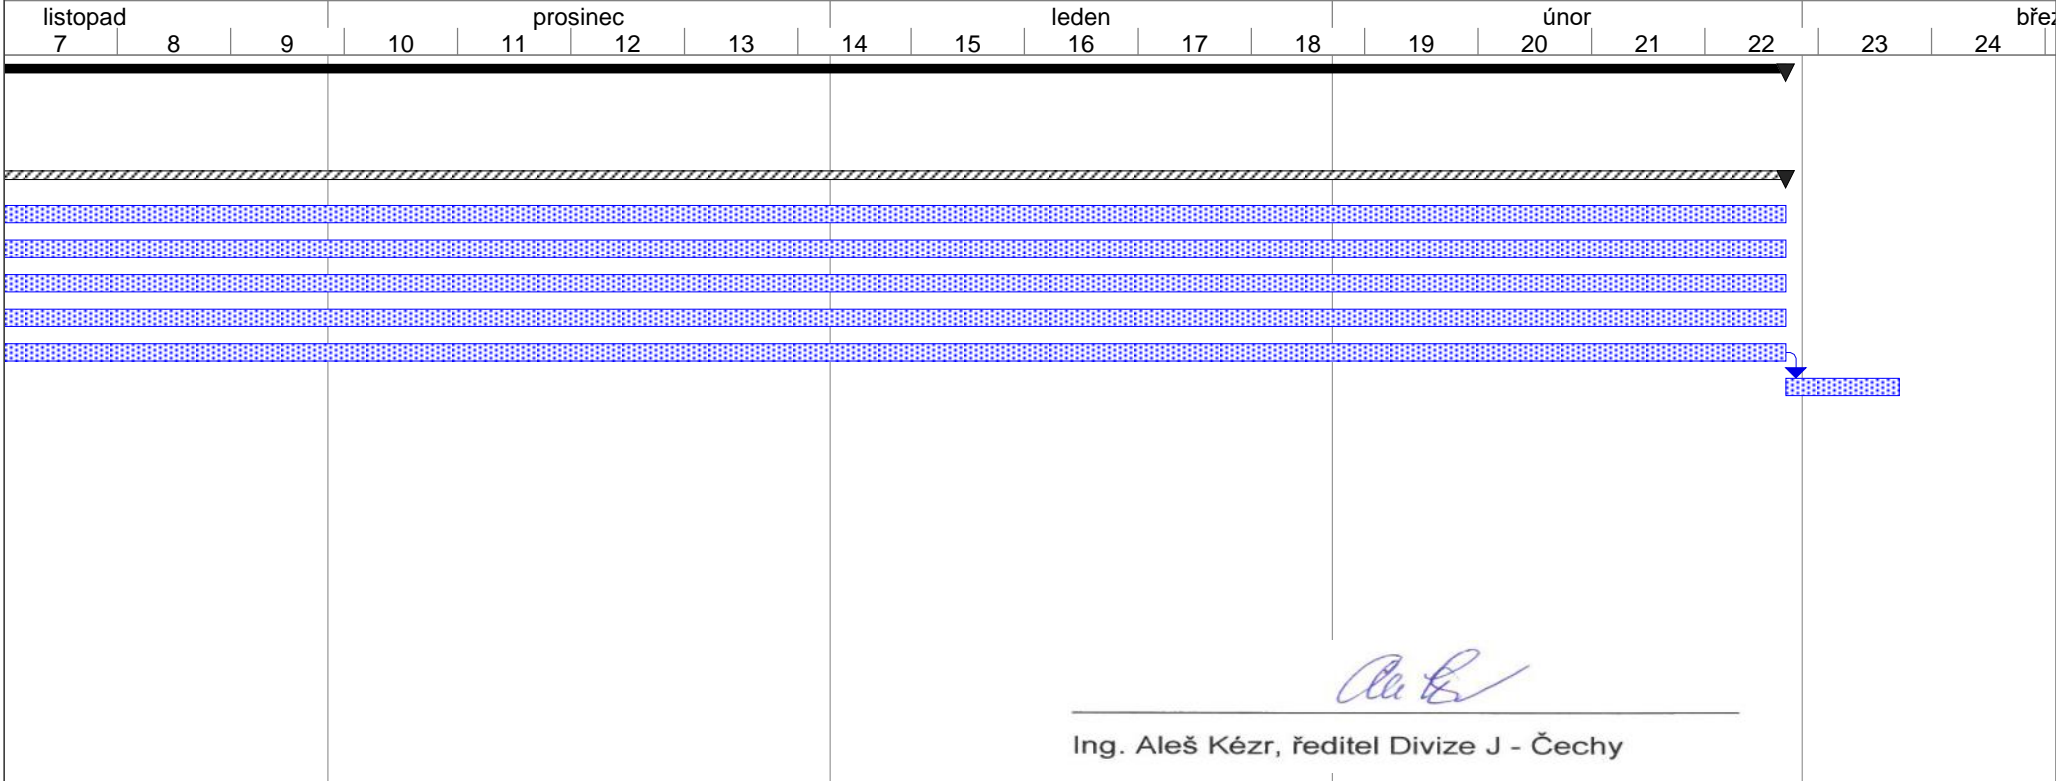 listopad prosinec leden únor břez
7 8 9 10 11 12 13 14 15 16 17 18 19 20 21 22 23 24
Ing. Aleš Kézr, ředitel Divize J - Čechy